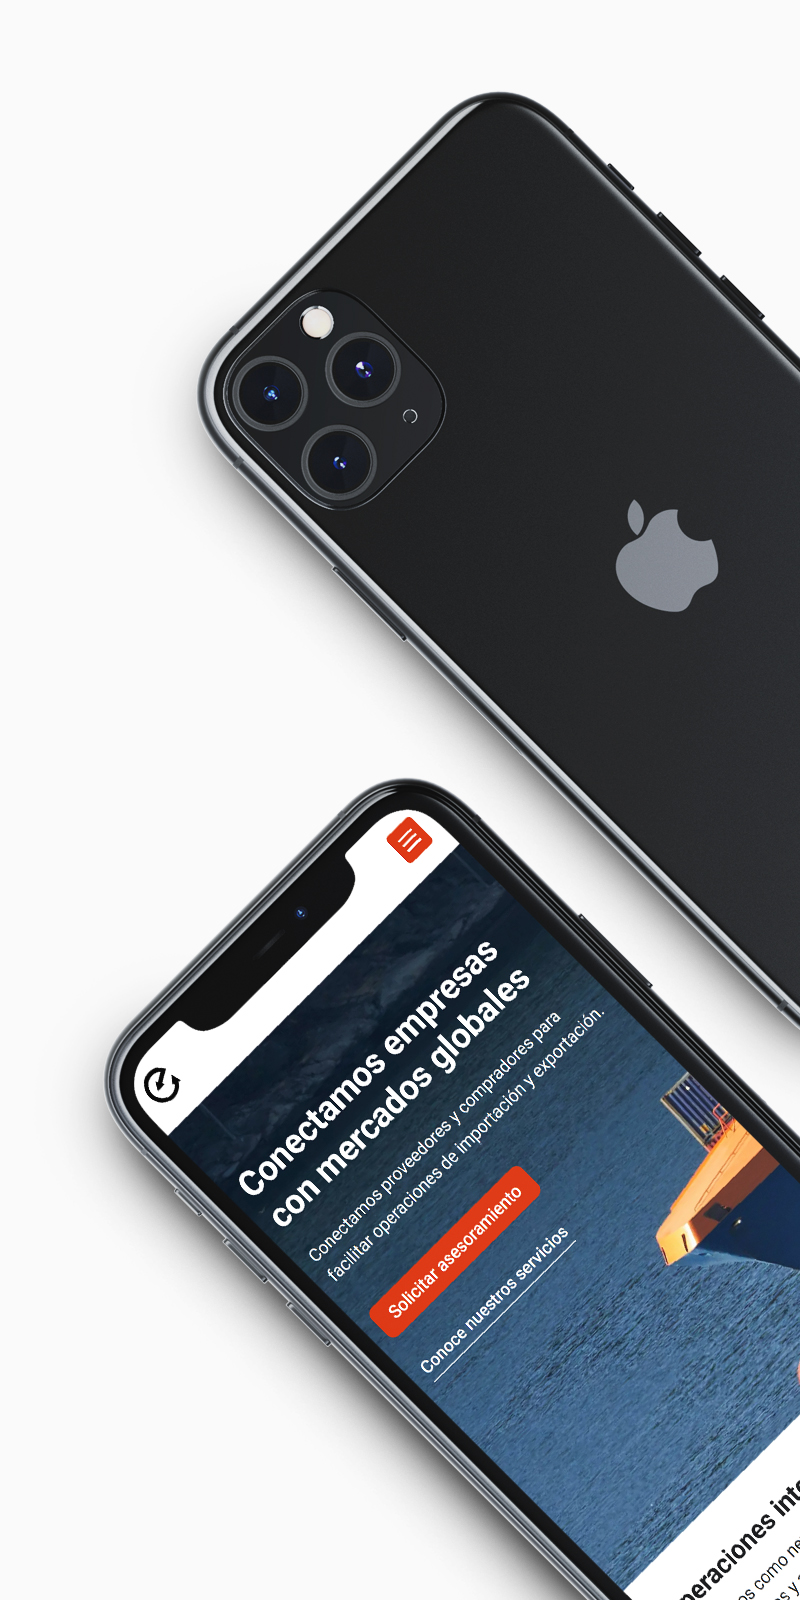 Conectamos empresas
con mercados globales
Conectamos proveedores y compradores para
facilitar operaciones de importación y exportación.
Solicitar asesoramiento
Conoce nuestros servicios